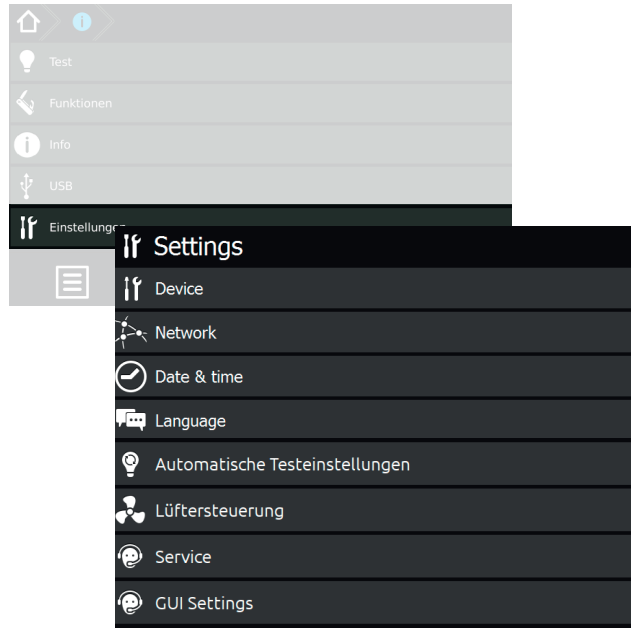 Test
Funktionen
Info
USB
Einstellungen
Settings
Device
Network
Date & time
Language
Automatische Testeinstellungen
Lüftersteuerung
Service
GUI Settings